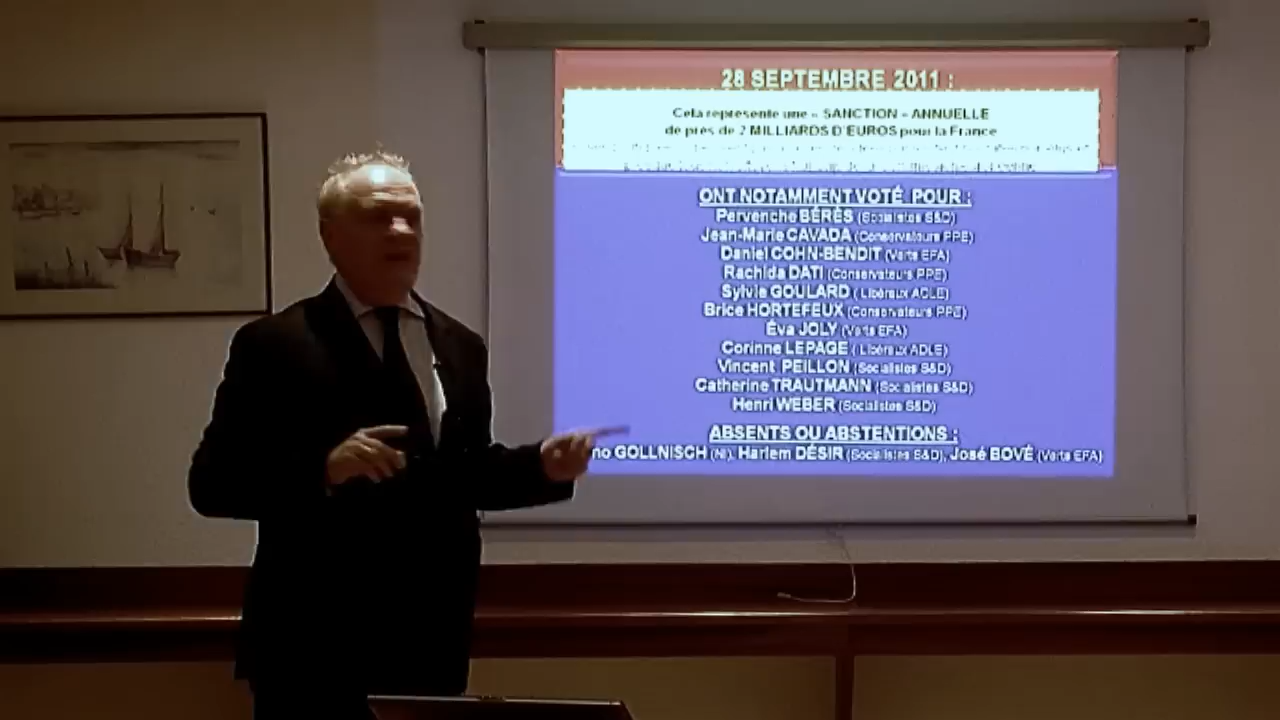 28 SEPTEMBRE 2011 :
Cela représente une « SANCTION » ANNUELLE
de près de 2 MILLIARDS D'EUROS pour la France
ONT NOTAMMENT VOTÉ POUR :
Pervenche BÉRÈS (Socialistes S&D)
Jean-Marie CAVADA (Conservateurs PPE)
Daniel COHN-BENDIT (Verts EFA)
Rachida DATI (Conservateurs PPE)
Sylvie GOULARD ( Libéraux ADLE)
Brice HORTEFEUX (Conservateurs PPE)
Éva JOLY (Verts EFA)
Corinne LEPAGE ( Libéraux ADLE)
Vincent PEILLON (Socialistes S&D)
Catherine TRAUTMANN (Socialistes S&D)
Henri WEBER (Socialistes S&D)
ABSENTS OU ABSTENTIONS :
no GOLLNISCH (NI), Harlem DÉSIR (Socialistes S&D), José BOVÉ (Verts EFA)